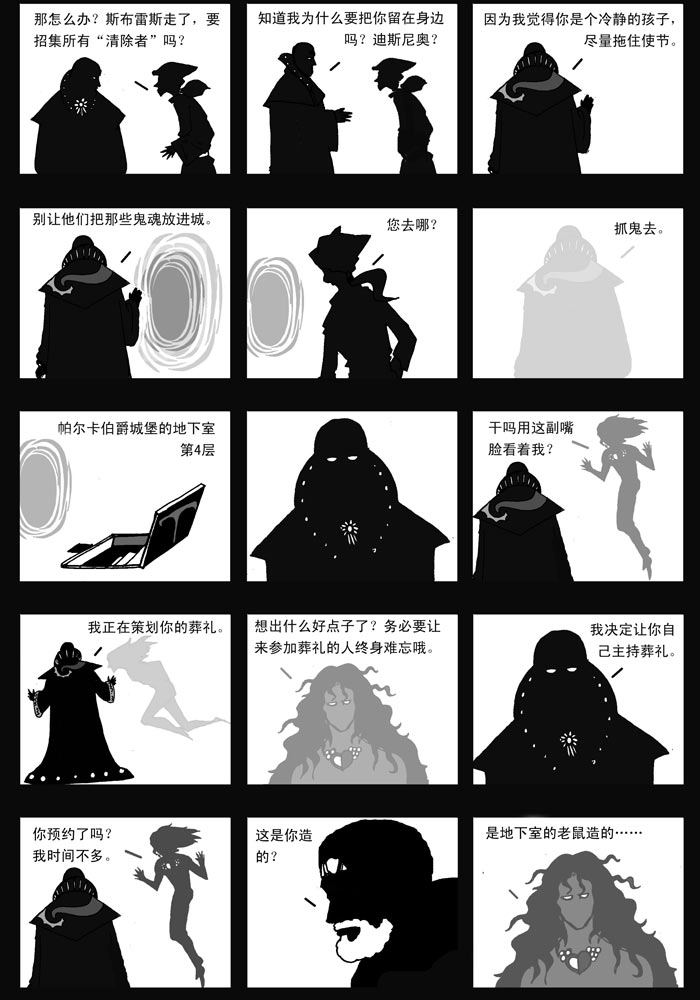 那怎么办？斯布雷斯走了，要
招集所有“清除者”吗？
知道我为什么要把你留在身边
吗？迪斯尼奥？
因为我觉得你是个冷静的孩子，
尽量拖住使节。
别让他们把那些鬼魂放进城。
您去哪？
抓鬼去。
帕尔卡伯爵城堡的地下室
第4层
干吗用这副嘴
脸看着我？
我正在策划你的葬礼。
想出什么好点子了？务必要让
来参加葬礼的人终身难忘哦。
我决定让你自
己主持葬礼。
你预约了吗？
我时间不多。
这是你造
的？
是地下室的老鼠造的……